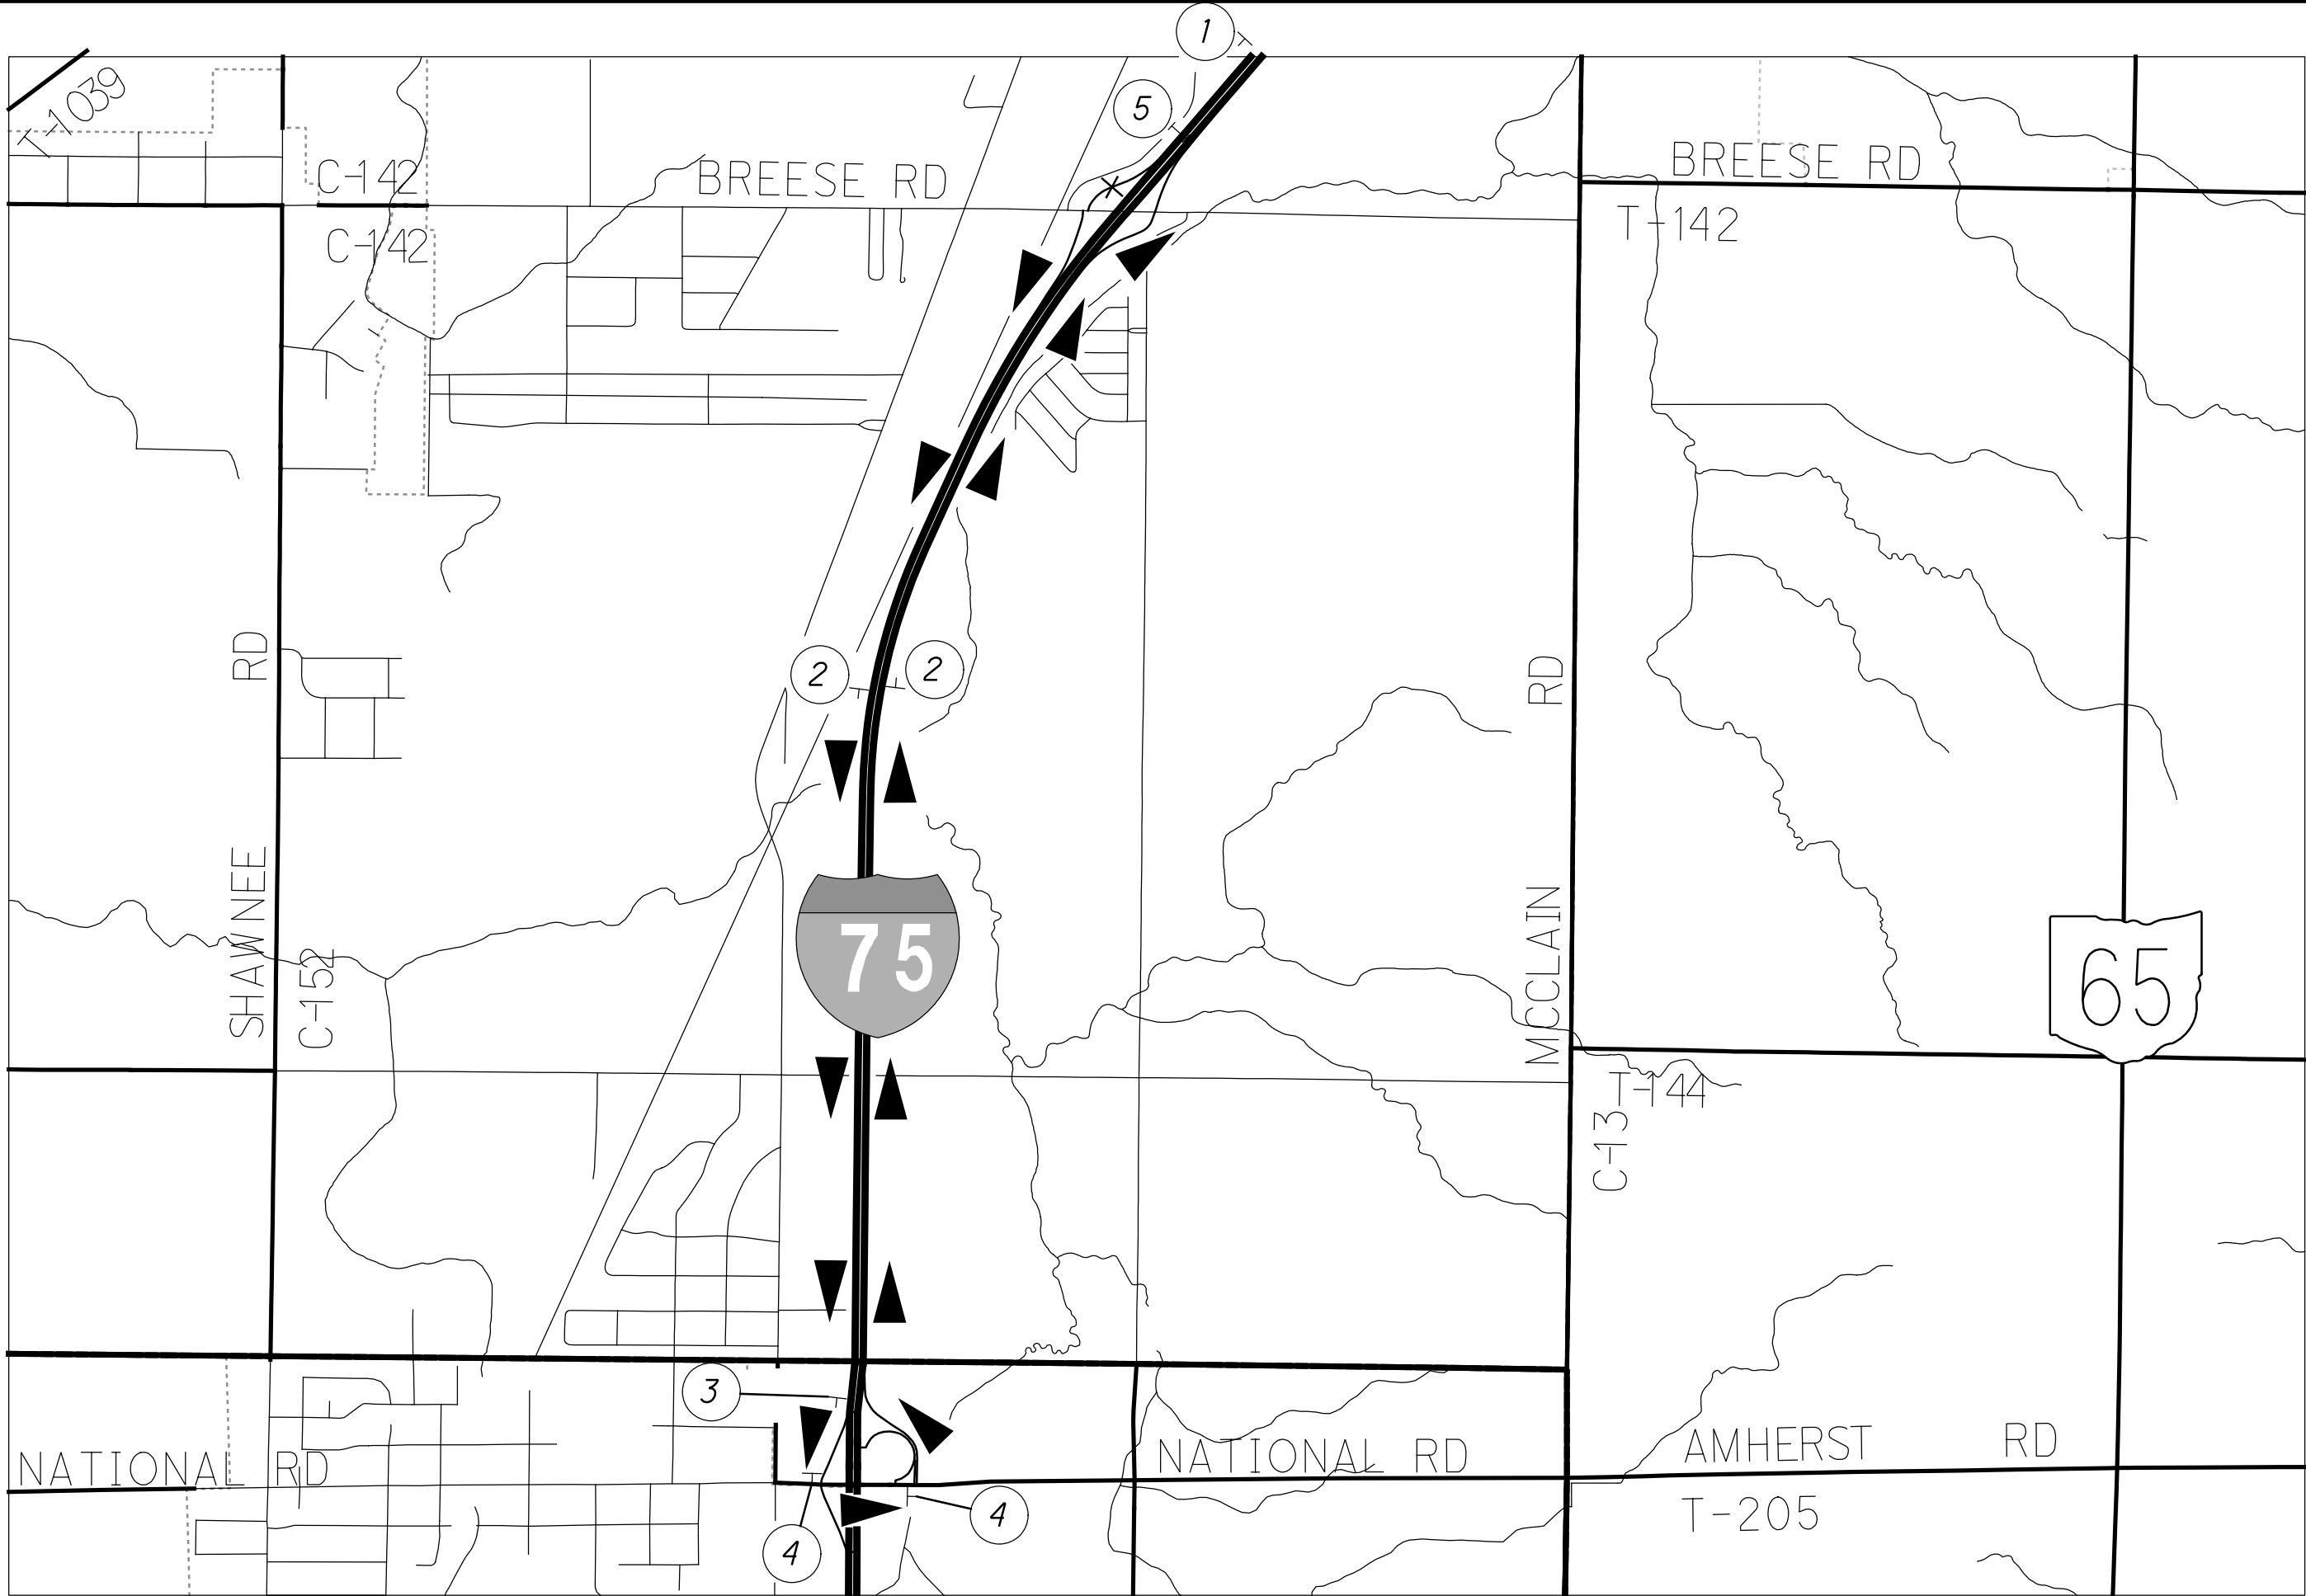 1
T-1039
5
C-142
BREESE RD
BREESE RD
C-142
T-142
SHAWNEE RD
2
2
MCCLAIN RD
75
C-152
65
T-144
C-13
3
NATIONAL RD
NATIONAL RD
AMHERST RD
4
T-205
4